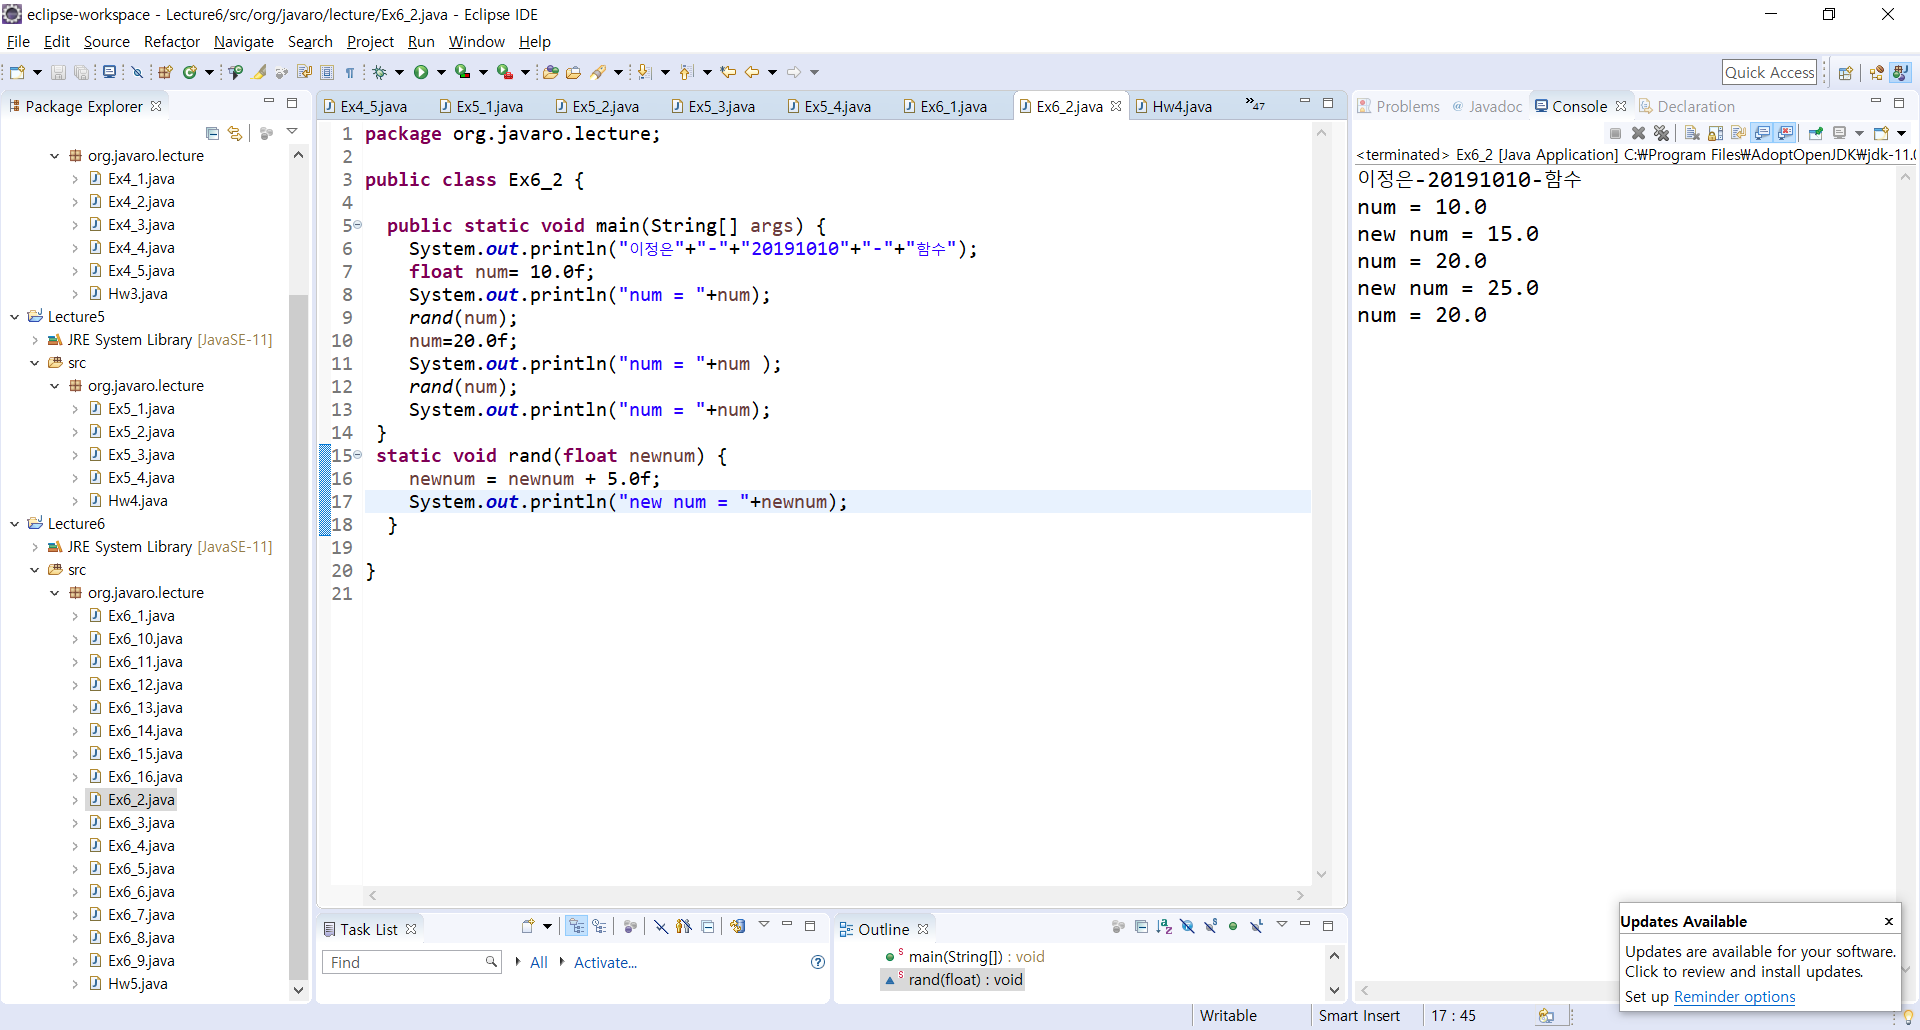 eclipse-workspace - Lecture6/src/org/javaro/lecture/Ex6_2.java - Eclipse IDE
File Edit Source Refactor Navigate Search Project Run Window Help
Quick Access
Package Explorer
org.javaro.lecture
Ex4_1.java
Ex4_2.java
Ex4_3.java
Ex4_4.java
Ex4_5.java
Hw3.java
Lecture5
JRE System Library [JavaSE-11]
src
org.javaro.lecture
Ex5_1.java
Ex5_2.java
Ex5_3.java
Ex5_4.java
Hw4.java
Lecture6
JRE System Library [JavaSE-11]
src
org.javaro.lecture
Ex6_1.java
Ex6_10.java
Ex6_11.java
Ex6_12.java
Ex6_13.java
Ex6_14.java
Ex6_15.java
Ex6_16.java
Ex6_2.java
Ex6_3.java
Ex6_4.java
Ex6_5.java
Ex6_6.java
Ex6_7.java
Ex6_8.java
Ex6_9.java
Hw5.java
Ex4_5.java Ex5_1.java Ex5_2.java Ex5_3.java Ex5_4.java Ex6_1.java Ex6_2.java Hw4.java »47
1 package org.javaro.lecture;
2
3 public class Ex6_2 {
4
5 public static void main(String[] args) {
6 System.out.println("이정은"+"-"+"20191010"+"-"+"함수");
7 float num= 10.0f;
8 System.out.println("num = "+num);
9 rand(num);
10 num=20.0f;
11 System.out.println("num = "+num );
12 rand(num);
13 System.out.println("num = "+num);
14 }
15 static void rand(float newnum) {
16 newnum = newnum + 5.0f;
17 System.out.println("new num = "+newnum);
18 }
19
20 }
21
Problems @ Javadoc Console Declaration
<terminated> Ex6_2 [Java Application] C:₩Program Files₩AdoptOpenJDK₩jdk-11.0
이정은-20191010-함수
num = 10.0
new num = 15.0
num = 20.0
new num = 25.0
num = 20.0
Task List
Find All Activate...
Outline
main(String[]) : void
rand(float) : void
Updates Available
Updates are available for your software.
Click to review and install updates.
Set up Reminder options
Writable Smart Insert 17 : 45